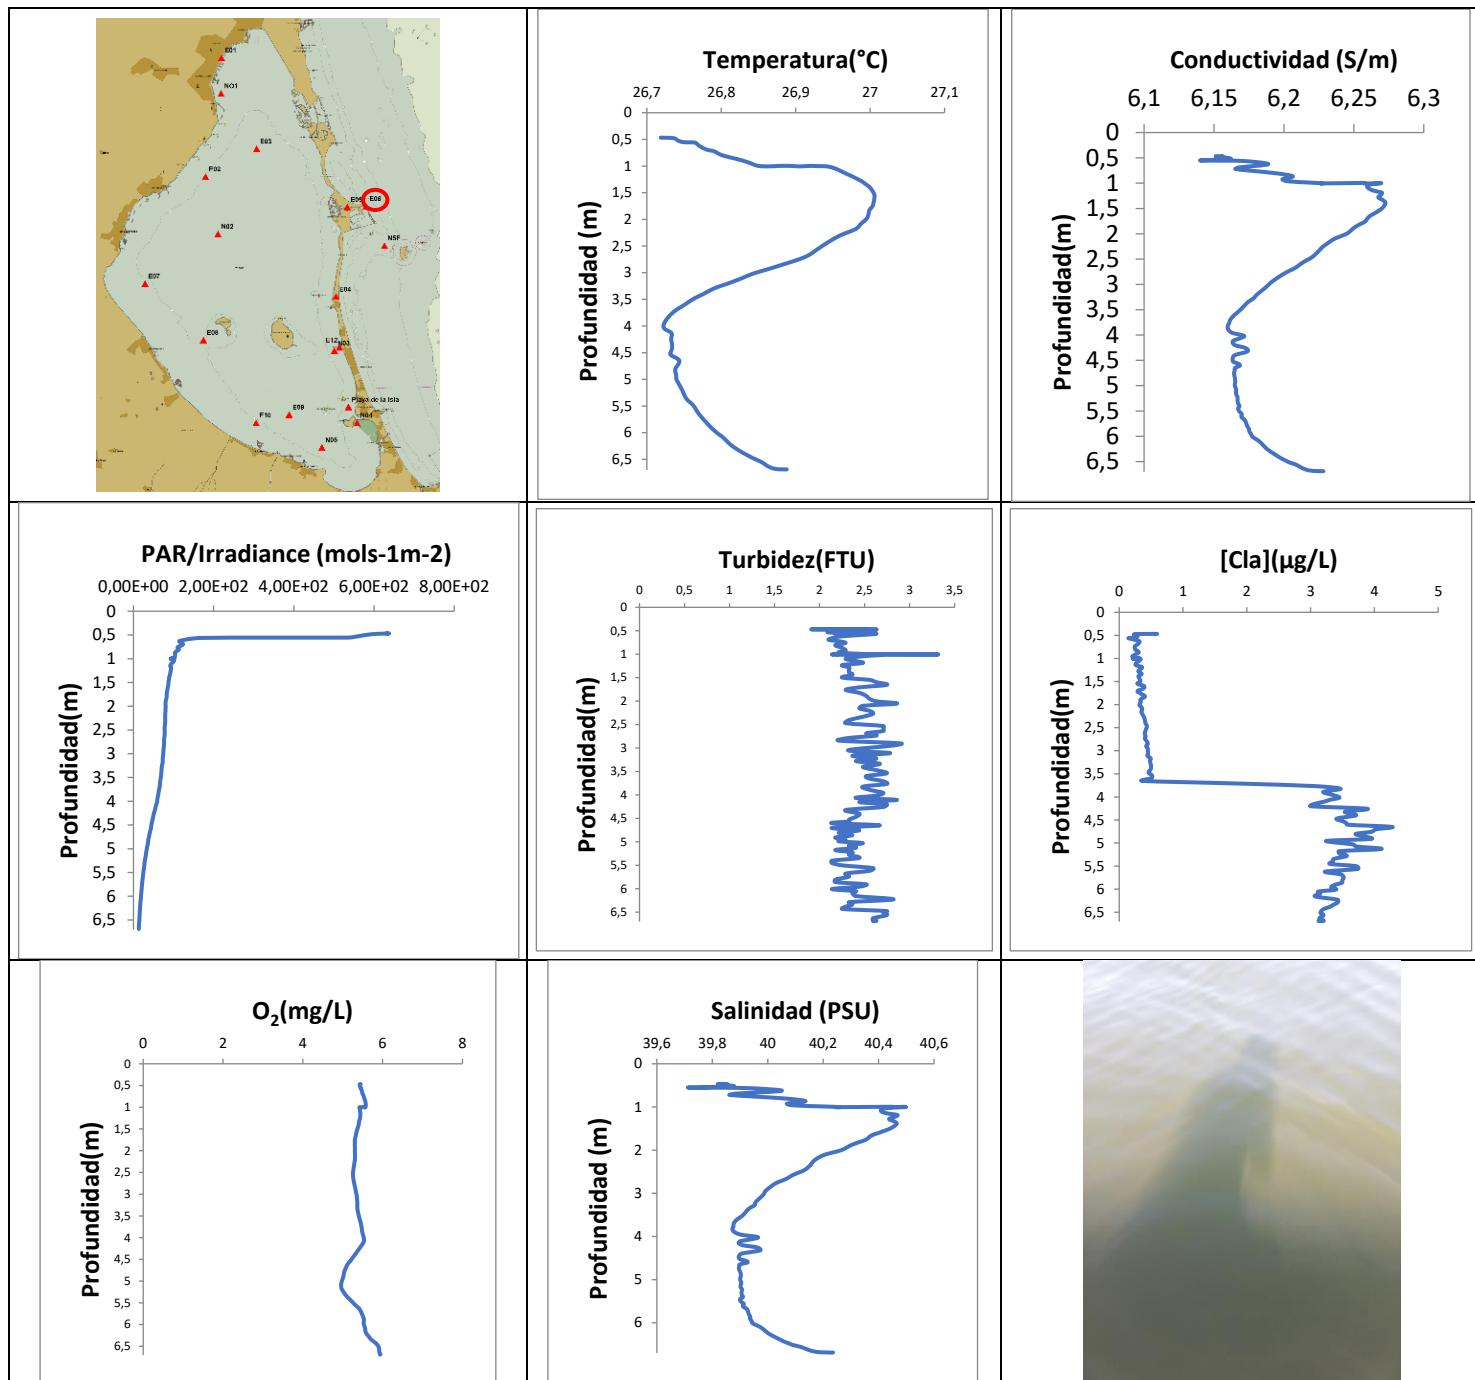 E01
NO1
E03
E02
E05 E06
N02
N5F
E07
E04
E08
E12 N03
Playa de la Isla
E10 E09
N04
N05
Temperatura(°C)
26,7 26,8 26,9 27 27,1
0
0,5
1
1,5
2
2,5
3
3,5
4
4,5
5
5,5
6
6,5
Profundidad (m)
Conductividad (S/m)
6,1 6,15 6,2 6,25 6,3
0
0,5
1
1,5
2
2,5
3
3,5
4
4,5
5
5,5
6
6,5
Profundidad(m)
PAR/Irradiance (mols-1m-2)
0,00E+00 2,00E+02 4,00E+02 6,00E+02 8,00E+02
0
0,5
1
1,5
2
2,5
3
3,5
4
4,5
5
5,5
6
6,5
Profundidad(m)
Turbidez(FTU)
0 0,5 1 1,5 2 2,5 3 3,5
0
0,5
1
1,5
2
2,5
3
3,5
4
4,5
5
5,5
6
6,5
Profundidad(m)
[Cla](µg/L)
0 1 2 3 4 5
0
0,5
1
1,5
2
2,5
3
3,5
4
4,5
5
5,5
6
6,5
Profundidad(m)
O2(mg/L)
0 2 4 6 8
0
0,5
1
1,5
2
2,5
3
3,5
4
4,5
5
5,5
6
6,5
Profundidad(m)
Salinidad (PSU)
39,6 39,8 40 40,2 40,4 40,6
0
1
2
3
4
5
6
Profundidad (m)